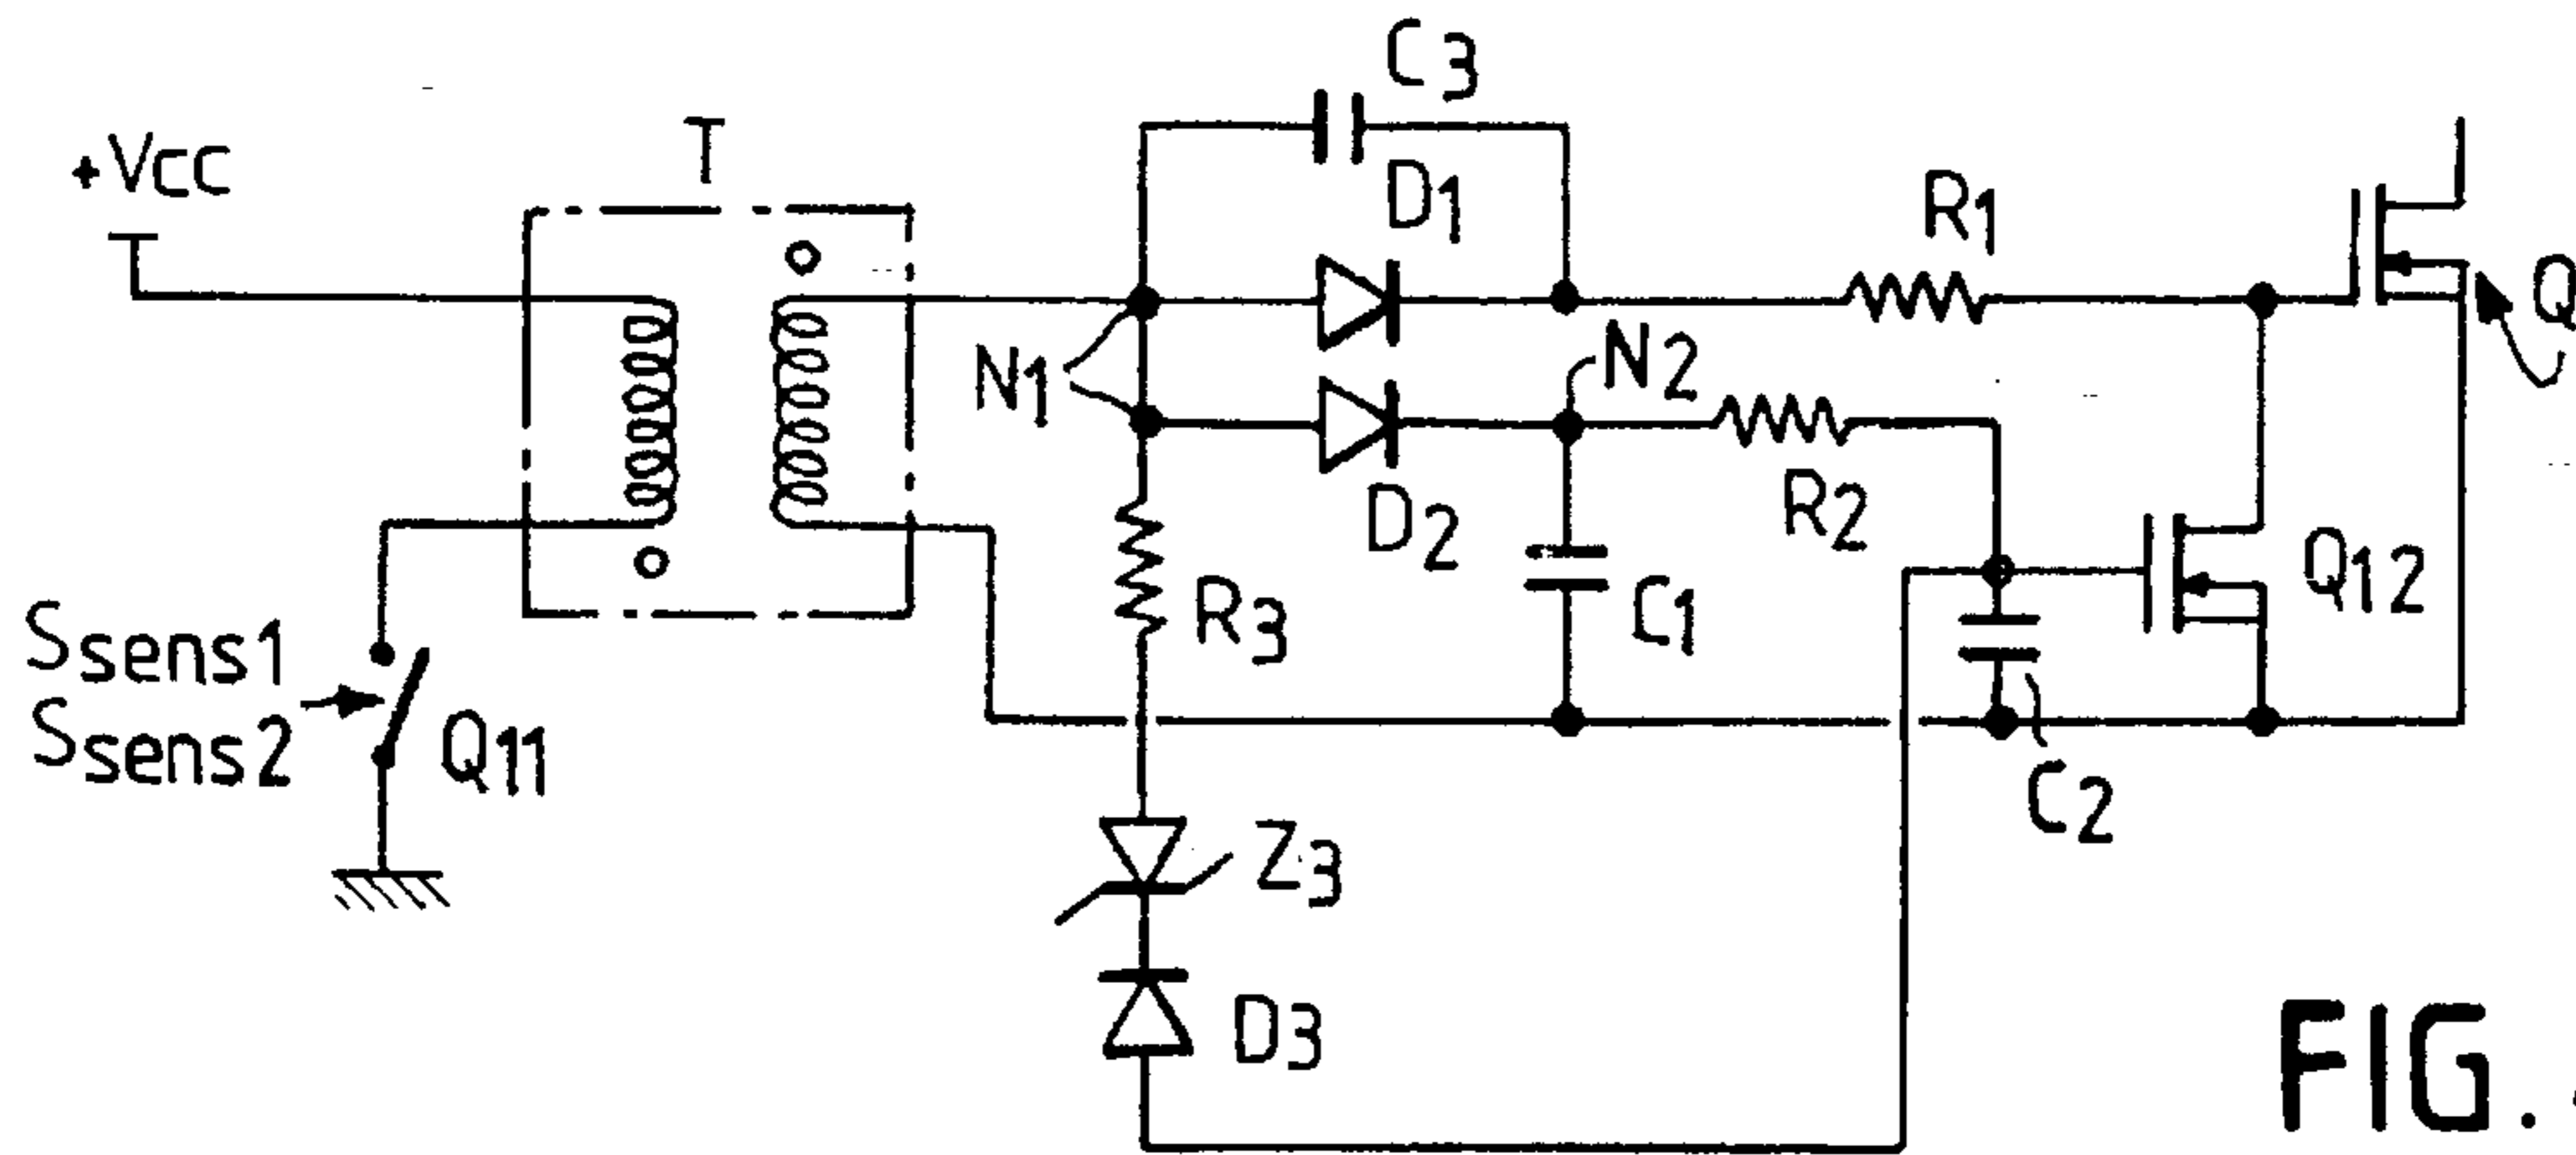 C3
+Vcc
T
D1
R1
Q
N1
N2
D2
R2
Q12
R3
C1
Ssens1
Ssens2
Q11
C2
Z3
D3
FIG.